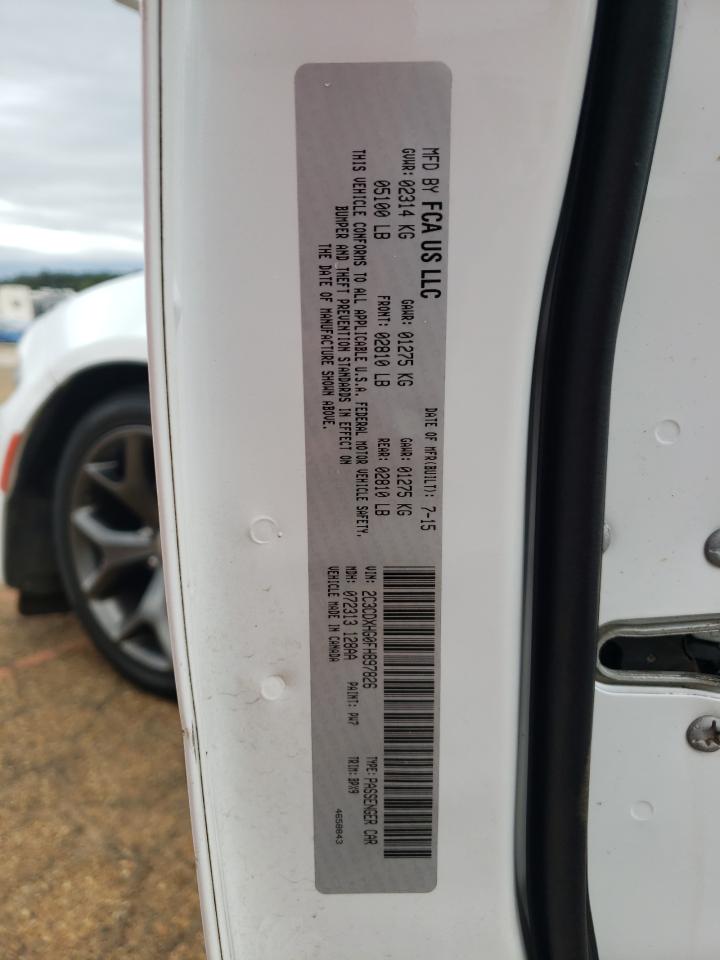 MFD BY FCA US LLC
DATE OF MFR(BUILT): 7-15
GVWR: 02314 KG GAWR: 01275 KG GAWR: 01275 KG
05100 LB FRONT: 02810 LB REAR: 02810 LB
THIS VEHICLE CONFORMS TO ALL APPLICABLE U.S.A. FEDERAL MOTOR VEHICLE SAFETY,
BUMPER AND THEFT PREVENTION STANDARDS IN EFFECT ON
THE DATE OF MANUFACTURE SHOWN ABOVE.
VIN: 2C3CDXHG0FH897826 TYPE: PASSENGER CAR
MDH: 072313 128AA PAINT: PW7 TRIM: BPX9
VEHICLE MADE IN CANADA 4658843